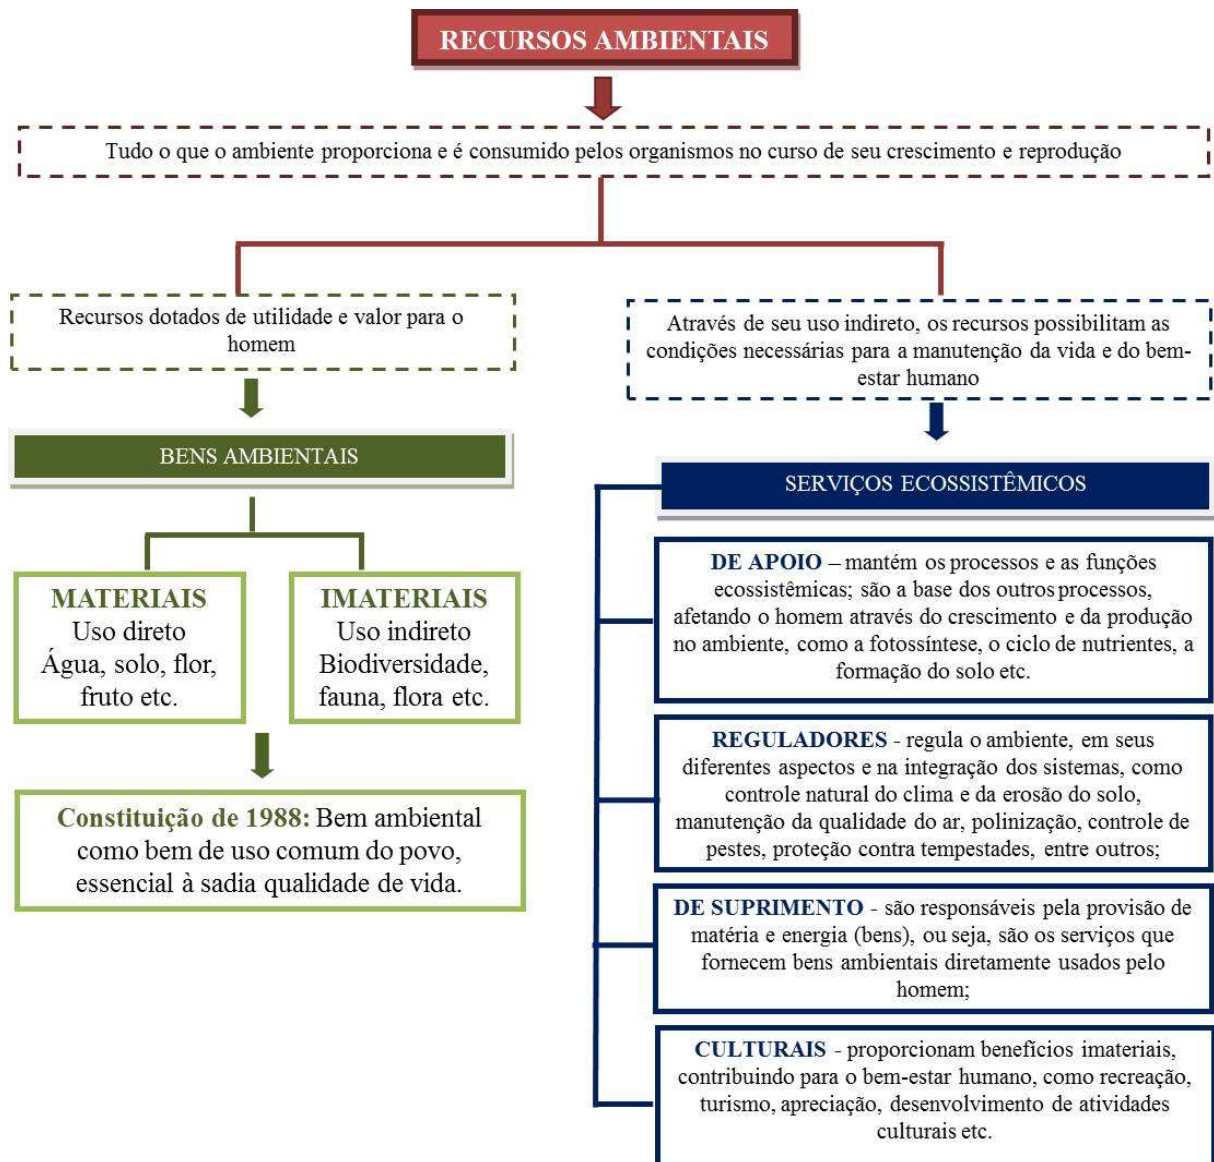 RECURSOS AMBIENTAIS
Tudo o que o ambiente proporciona e é consumido pelos organismos no curso de seu crescimento e reprodução
Recursos dotados de utilidade e valor para o
homem
BENS AMBIENTAIS
MATERIAIS
Uso direto
Água, solo, flor,
fruto etc.
IMATERIAIS
Uso indireto
Biodiversidade,
fauna, flora etc.
Constituição de 1988: Bem ambiental
como bem de uso comum do povo,
essencial à sadia qualidade de vida.
Através de seu uso indireto, os recursos possibilitam as
condições necessárias para a manutenção da vida e do bem-
estar humano
SERVIÇOS ECOSSISTÊMICOS
DE APOIO – mantém os processos e as funções
ecossistêmicas; são a base dos outros processos,
afetando o homem através do crescimento e da produção
no ambiente, como a fotossíntese, o ciclo de nutrientes, a
formação do solo etc.
REGULADORES - regula o ambiente, em seus
diferentes aspectos e na integração dos sistemas, como
controle natural do clima e da erosão do solo,
manutenção da qualidade do ar, polinização, controle de
pestes, proteção contra tempestades, entre outros;
DE SUPRIMENTO - são responsáveis pela provisão de
matéria e energia (bens), ou seja, são os serviços que
fornecem bens ambientais diretamente usados pelo
homem;
CULTURAIS - proporcionam benefícios imateriais,
contribuindo para o bem-estar humano, como recreação,
turismo, apreciação, desenvolvimento de atividades
culturais etc.